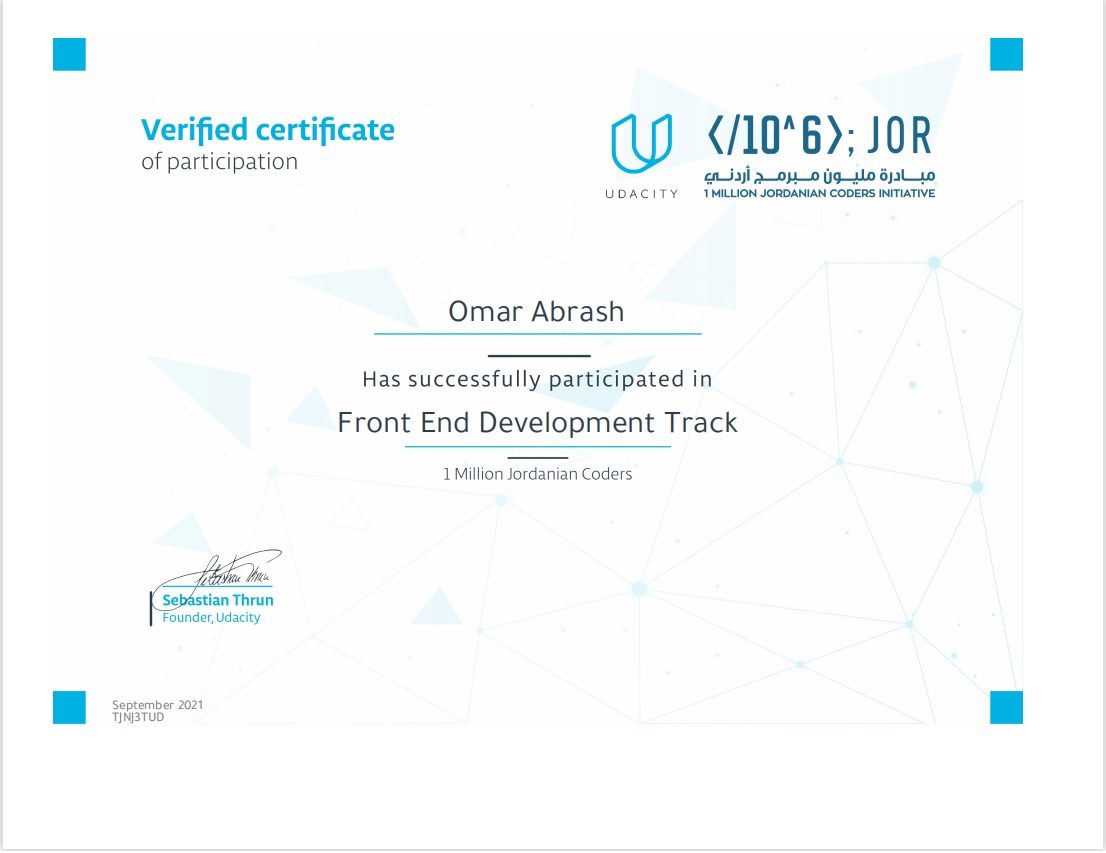 Verified certificate
of participation
UDACITY
</10^6>; JOR
مبادرة مليون مبرمج أردني
1 MILLION JORDANIAN CODERS INITIATIVE
Omar Abrash
Has successfully participated in
Front End Development Track
1 Million Jordanian Coders
Sebastian Thrun
Sebastian Thrun
Founder, Udacity
September 2021
TJNJ3TUD